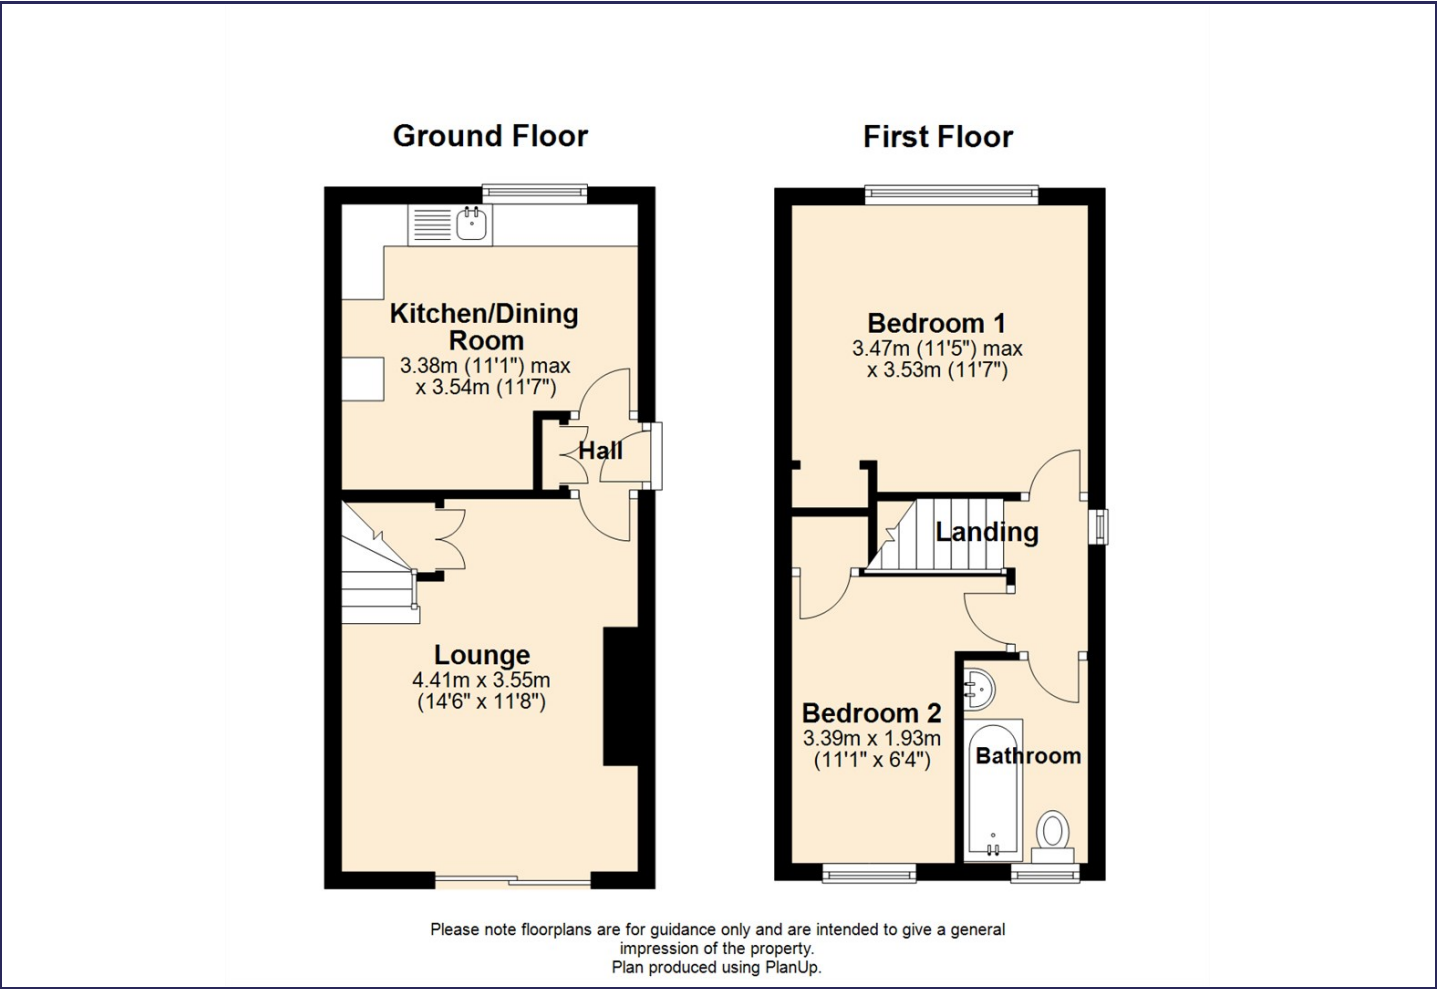 Ground Floor
Kitchen/Dining
Room
3.38m (11'1") max
x 3.54m (11'7")
Hall
Lounge
4.41m x 3.55m
(14'6" x 11'8")
First Floor
Bedroom 1
3.47m (11'5") max
x 3.53m (11'7")
Landing
Bedroom 2
3.39m x 1.93m
(11'1" x 6'4")
Bathroom
Please note floorplans are for guidance only and are intended to give a general
impression of the property.
Plan produced using PlanUp.